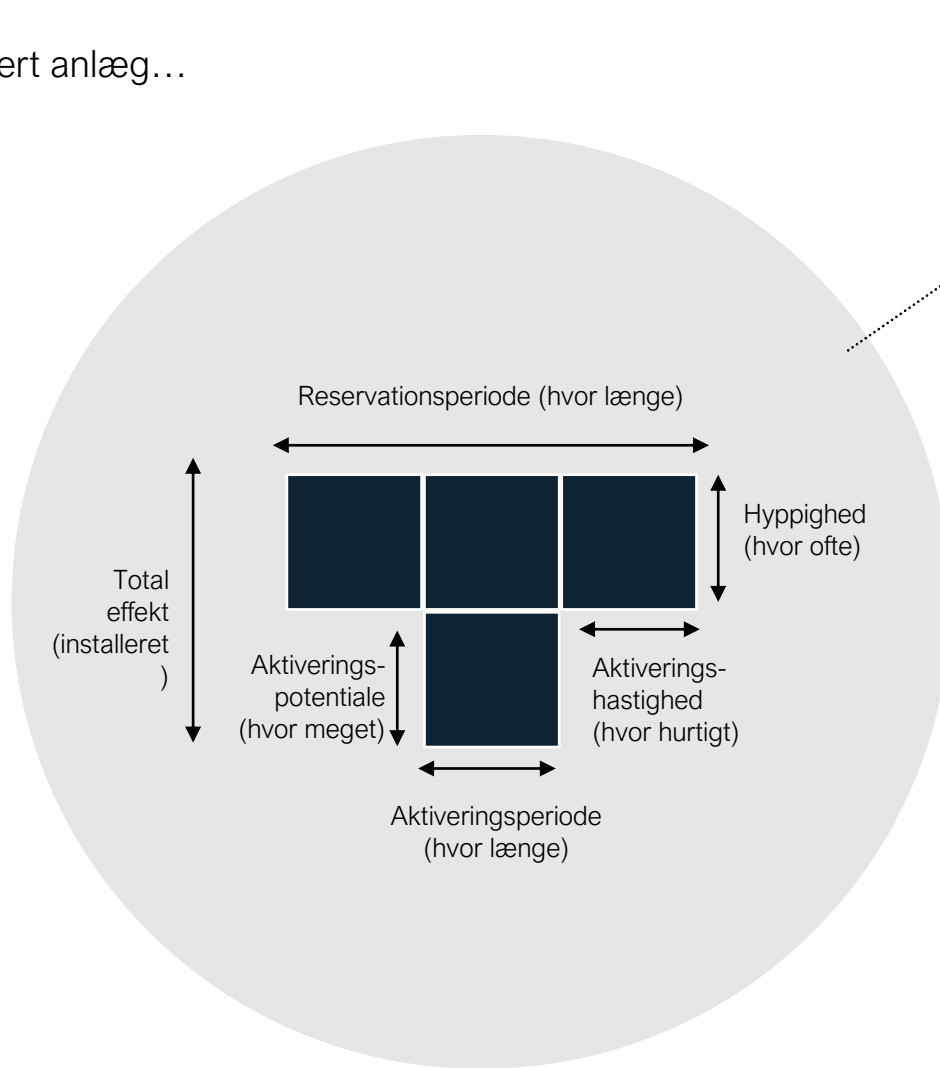 ert anlæg…
Reservationsperiode (hvor længe)
Hyppighed
(hvor ofte)
Total
effekt
(installeret
)
Aktiverings-
potentiale
(hvor meget)
Aktiverings-
hastighed
(hvor hurtigt)
Aktiveringsperiode
(hvor længe)